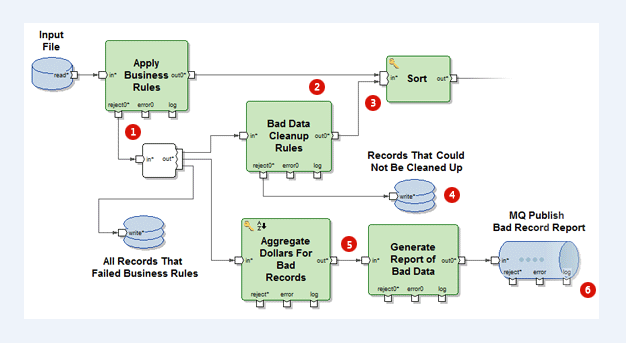 Input
File
read*
in*
Apply
Business
Rules
out0*
reject0*
error0
log
1
2
in*
Sort
out*
3
in*
out*
in*
Bad Data
Cleanup
Rules
out0*
reject0*
error0
log
Records That Could
Not Be Cleaned Up
write*
4
write*
All Records That
Failed Business Rules
in*
Aggregate
Dollars For
Bad
Records
out*
reject*
error
log
5
in*
Generate
Report of
Bad Data
out0*
reject0*
error0
log
MQ Publish
Bad Record Report
in*
reject*
error
log
6